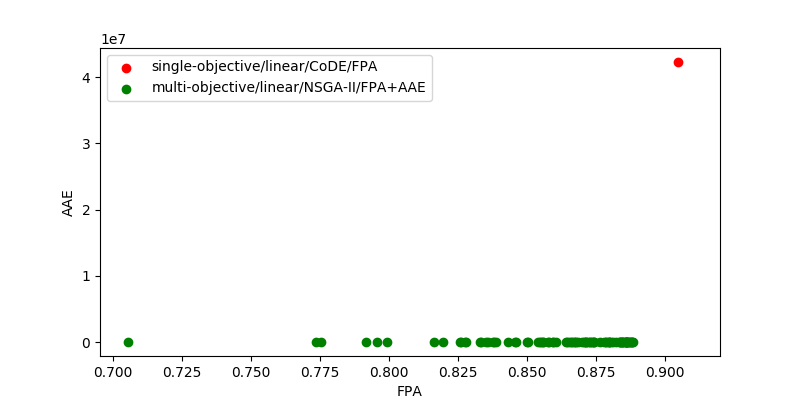 1e7
single-objective/linear/CoDE/FPA
multi-objective/linear/NSGA-II/FPA+AAE
AAE
4
3
2
1
0
0.700 0.725 0.750 0.775 0.800 0.825 0.850 0.875 0.900
FPA